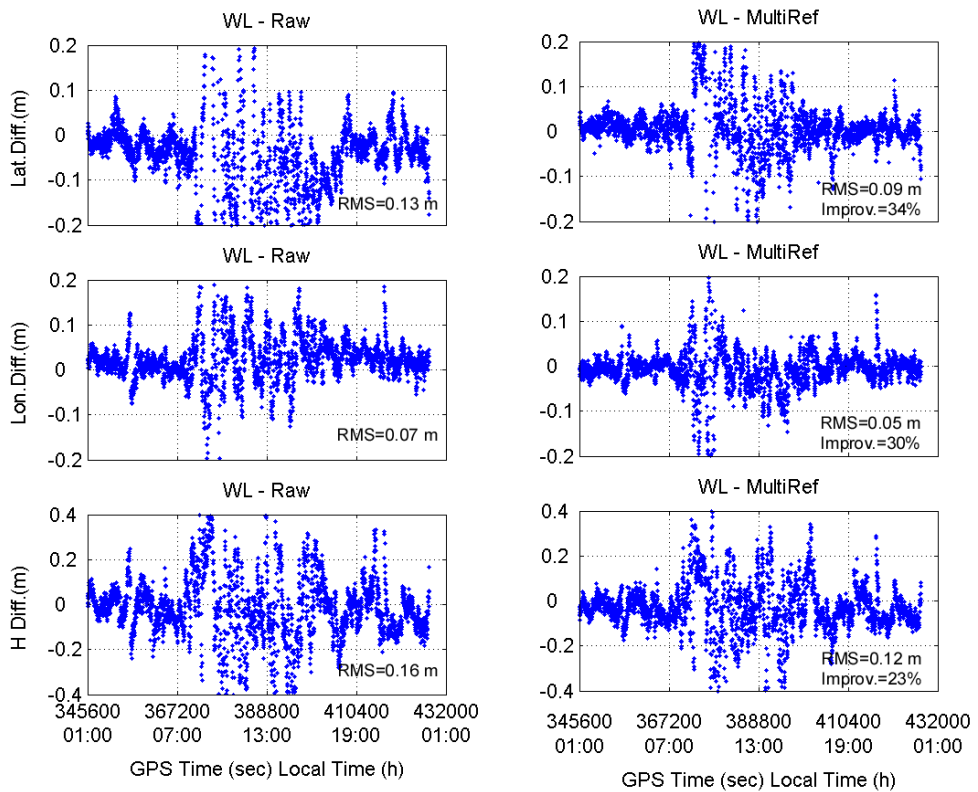 WL - Raw
0.2
0.1
0
-0.1
-0.2
Lat.Diff.(m)
RMS=0.13 m
WL - MultiRef
0.2
0.1
0
-0.1
-0.2
RMS=0.09 m
Improv.=34%
WL - Raw
0.2
0.1
0
-0.1
-0.2
Lon.Diff.(m)
RMS=0.07 m
WL - MultiRef
0.2
0.1
0
-0.1
-0.2
RMS=0.05 m
Improv.=30%
WL - Raw
0.4
0.2
0
-0.2
-0.4
H Diff.(m)
RMS=0.16 m
345600 367200 388800 410400 432000
01:00 07:00 13:00 19:00 01:00
GPS Time (sec) Local Time (h)
WL - MultiRef
0.4
0.2
0
-0.2
-0.4
RMS=0.12 m
Improv.=23%
345600 367200 388800 410400 432000
01:00 07:00 13:00 19:00 01:00
GPS Time (sec) Local Time (h)